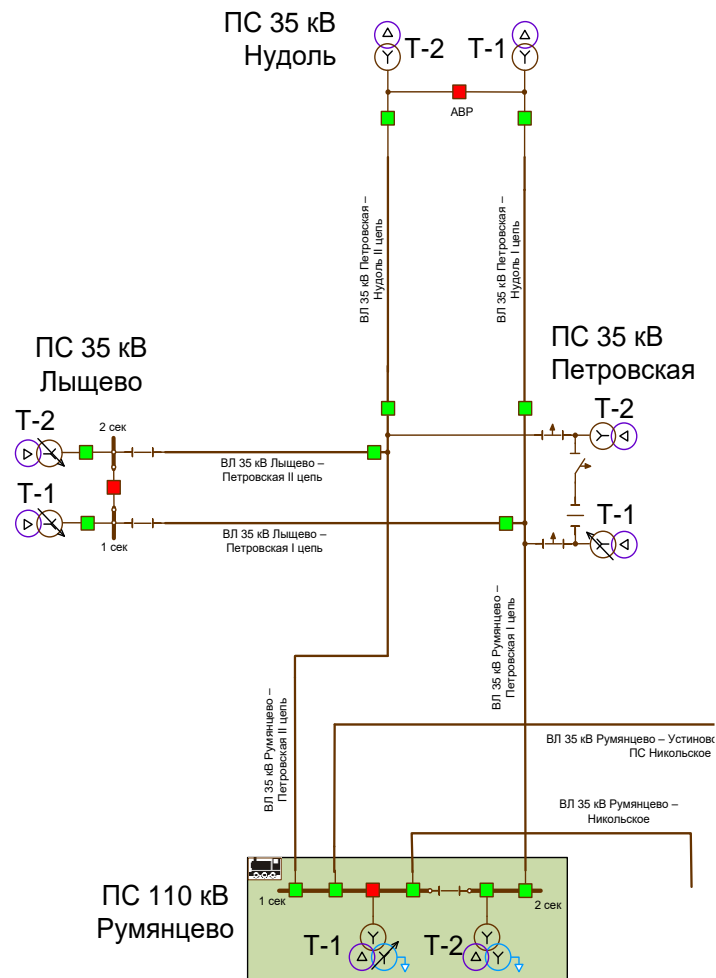 ПС 35 кВ
Нудоль
Т-2
Т-1
АВР
ВЛ 35 кВ Петровская –
Нудоль II цепь
ВЛ 35 кВ Петровская –
Нудоль I цепь
ПС 35 кВ
Лыщево
ПС 35 кВ
Петровская
Т-2
2 сек
Т-2
ВЛ 35 кВ Лыщево –
Петровская II цепь
Т-1
1 сек
ВЛ 35 кВ Лыщево –
Петровская I цепь
Т-1
ВЛ 35 кВ Румянцево –
Петровская I цепь
ВЛ 35 кВ Румянцево –
Петровская II цепь
ВЛ 35 кВ Румянцево – Устиново
ПС Никольское
ВЛ 35 кВ Румянцево –
Никольское
ПС 110 кВ
Румянцево
1 сек
2 сек
Т-1
Т-2